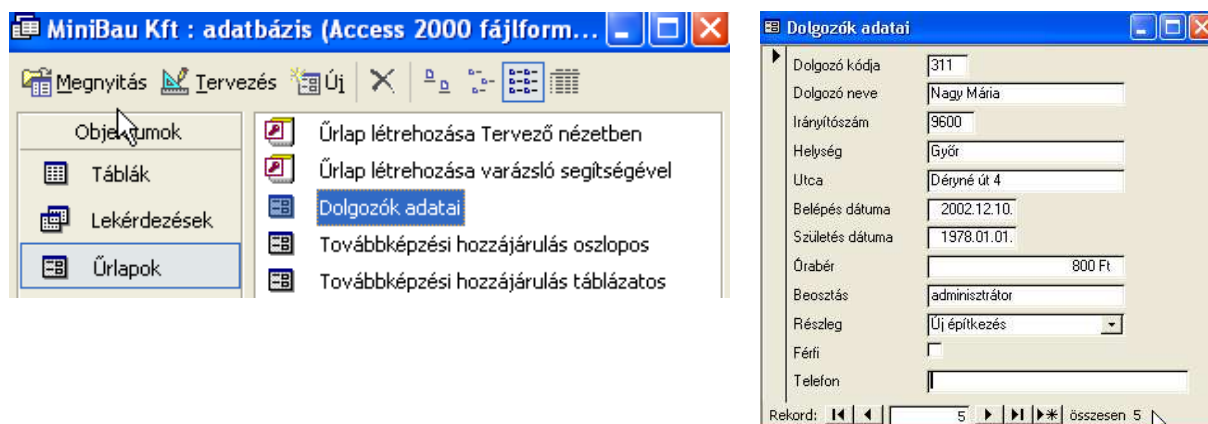 MiniBau Kft : adatbázis (Access 2000 fájlform...
Megnyitás Tervezés Új
Objektumok
Táblák
Lekérdezések
Űrlapok
Űrlap létrehozása Tervező nézetben
Űrlap létrehozása varázsló segítségével
Dolgozók adatai
Továbbképzési hozzájárulás oszlopos
Továbbképzési hozzájárulás táblázatos
Dolgozók adatai
Dolgozó kódja 311
Dolgozó neve Nagy Mária
Irányítószám 9600
Helység Győr
Utca Déryné út 4
Belépés dátuma 2002.12.10.
Születés dátuma 1978.01.01.
Órabér 800 Ft
Beosztás adminisztrátor
Részleg Új építkezés
Férfi
Telefon
Rekord: 5 összesen 5